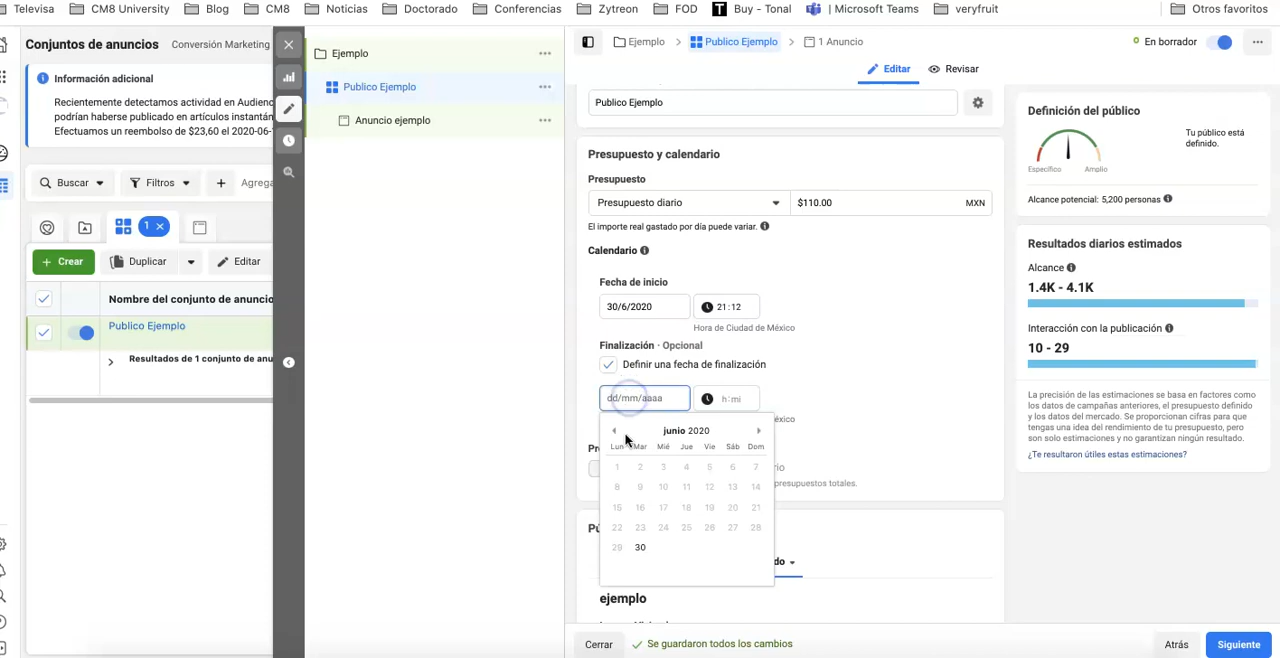 Televisa CM8 University Blog CM8 Noticias Doctorado Conferencias Zytreon FOD Buy - Tonal | Microsoft Teams veryfruit Otros favoritos
Conjuntos de anuncios Conversión Marketing
Información adicional
Recientemente detectamos actividad en Audien
podrían haberse publicado en artículos instantán
Efectuamos un reembolso de $23,60 el 2020-06-
Buscar Filtros + Agrega
1 ×
+ Crear Duplicar Editar
Nombre del conjunto de anuncio
Publico Ejemplo
Resultados de 1 conjunto de anu
Ejemplo
Publico Ejemplo
Anuncio ejemplo
Ejemplo Publico Ejemplo 1 Anuncio En borrador
Editar Revisar
Publico Ejemplo
Presupuesto y calendario
Presupuesto
Presupuesto diario $110.00 MXN
El importe real gastado por día puede variar.
Calendario
Fecha de inicio
30/6/2020 21:12
Hora de Ciudad de México
Finalización · Opcional
Definir una fecha de finalización
dd/mm/aaaa h:mi
éxico
junio 2020
Lun Mar Mié Jue Vie Sáb Dom
1 2 3 4 5 6 7
8 9 10 11 12 13 14
15 16 17 18 19 20 21
22 23 24 25 26 27 28
29 30
Pr
rio
presupuestos totales.
Pú
do
ejemplo
Cerrar Se guardaron todos los cambios Atrás Siguiente
Definición del público
Tu público está
definido.
Específico Amplio
Alcance potencial: 5,200 personas
Resultados diarios estimados
Alcance
1.4K - 4.1K
Interacción con la publicación
10 - 29
La precisión de las estimaciones se basa en factores como
los datos de campañas anteriores, el presupuesto definido
y los datos del mercado. Se proporcionan cifras para que
tengas una idea del rendimiento de tu presupuesto, pero
son solo estimaciones y no garantizan ningún resultado.
¿Te resultaron útiles estas estimaciones?